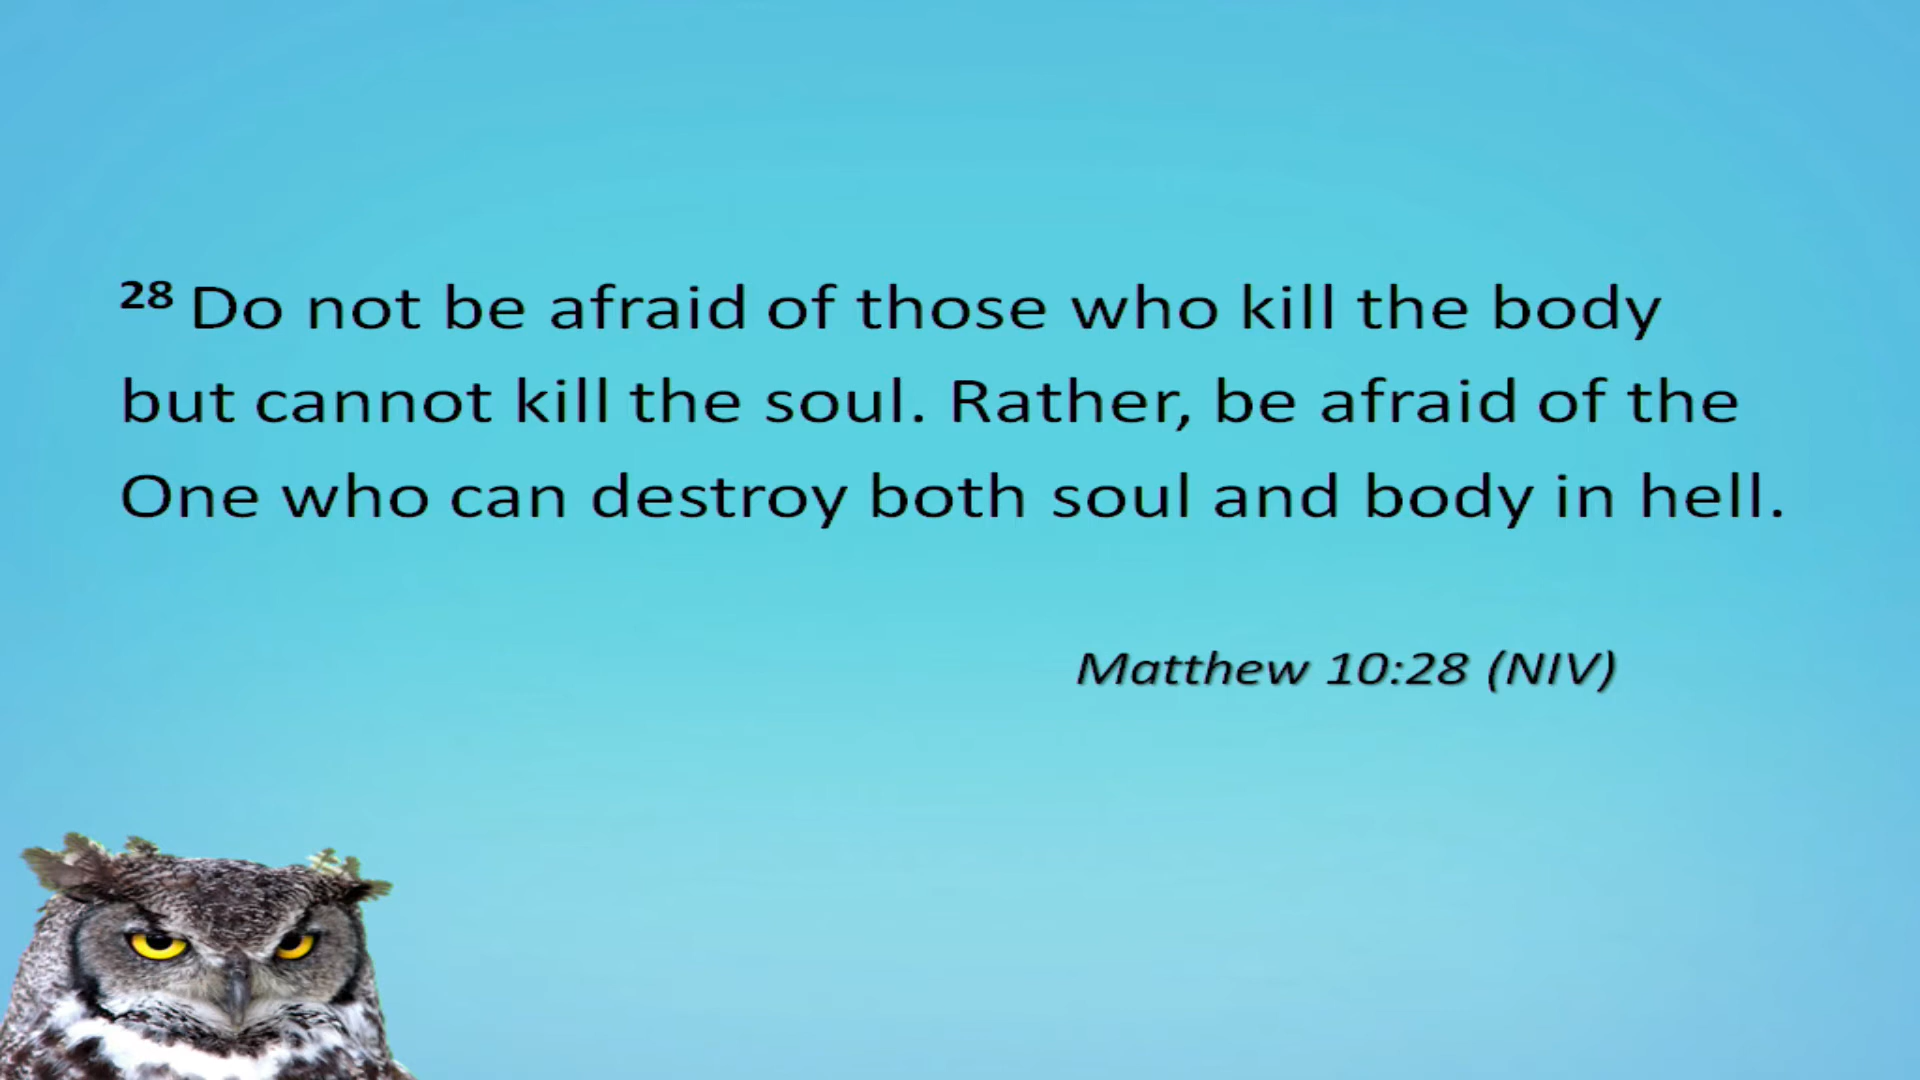 28 Do not be afraid of those who kill the body
but cannot kill the soul. Rather, be afraid of the
One who can destroy both soul and body in hell.
Matthew 10:28 (NIV)